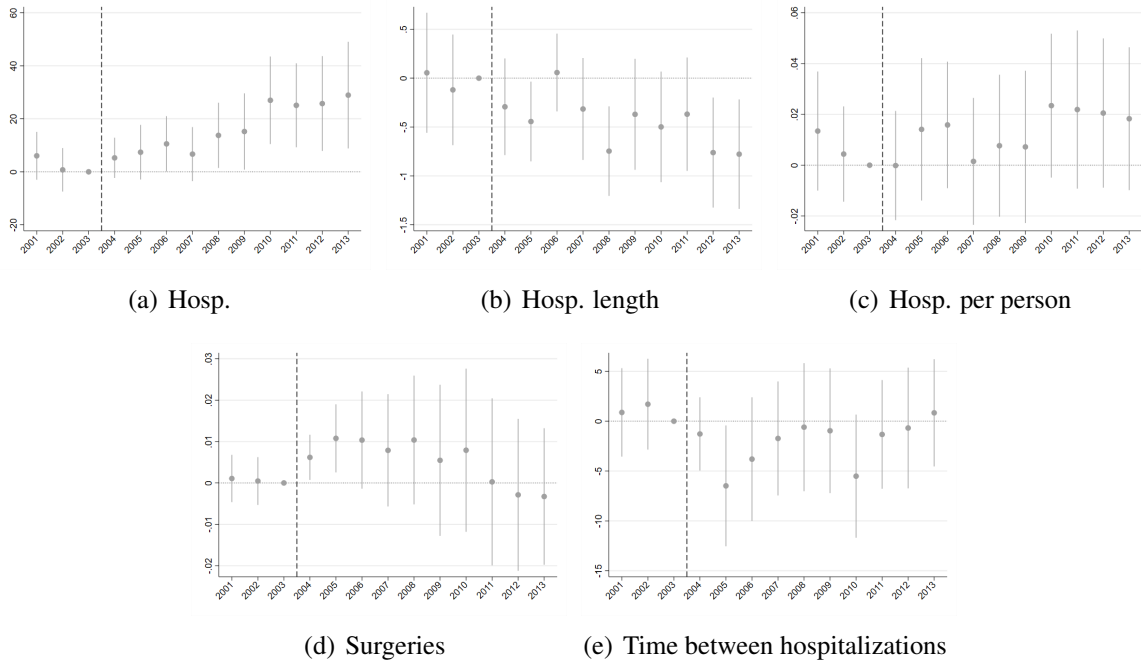 60
40
20
0
-20
2001 2002 2003 2004 2005 2006 2007 2008 2009 2010 2011 2012 2013
(a) Hosp.
.5
0
-.5
-1
-1.5
2001 2002 2003 2004 2005 2006 2007 2008 2009 2010 2011 2012 2013
(b) Hosp. length
.06
.04
.02
0
-.02
2001 2002 2003 2004 2005 2006 2007 2008 2009 2010 2011 2012 2013
(c) Hosp. per person
.03
.02
.01
0
-.01
-.02
2001 2002 2003 2004 2005 2006 2007 2008 2009 2010 2011 2012 2013
(d) Surgeries
5
0
-5
-10
-15
2001 2002 2003 2004 2005 2006 2007 2008 2009 2010 2011 2012 2013
(e) Time between hospitalizations